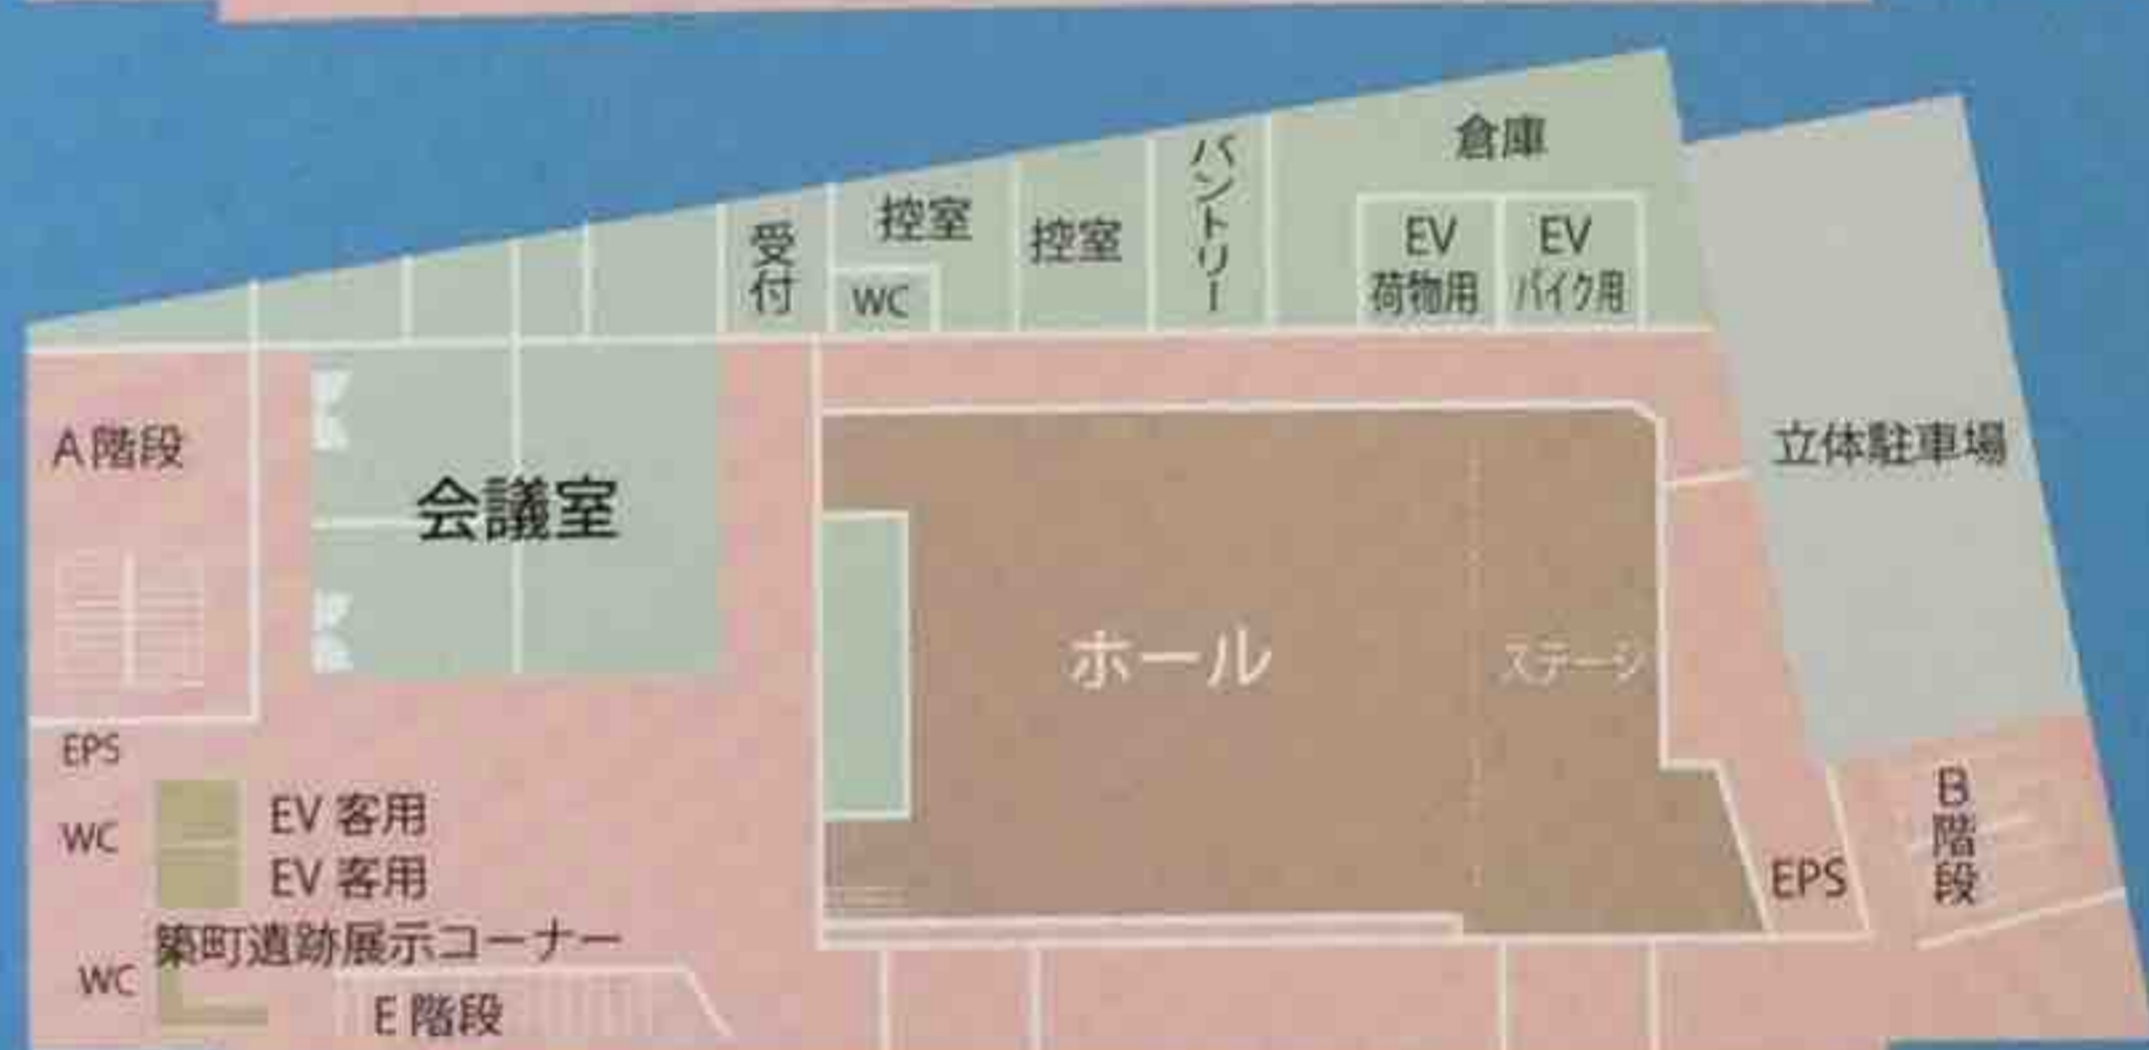 倉庫
パントリー
受付
控室
控室
WC
EV
荷物用
EV
バイク用
A階段
会議室
立体駐車場
ホール
ステージ
EPS
WC
EV 客用
EV 客用
B階段
EPS
築町遺跡展示コーナー
WC
E階段